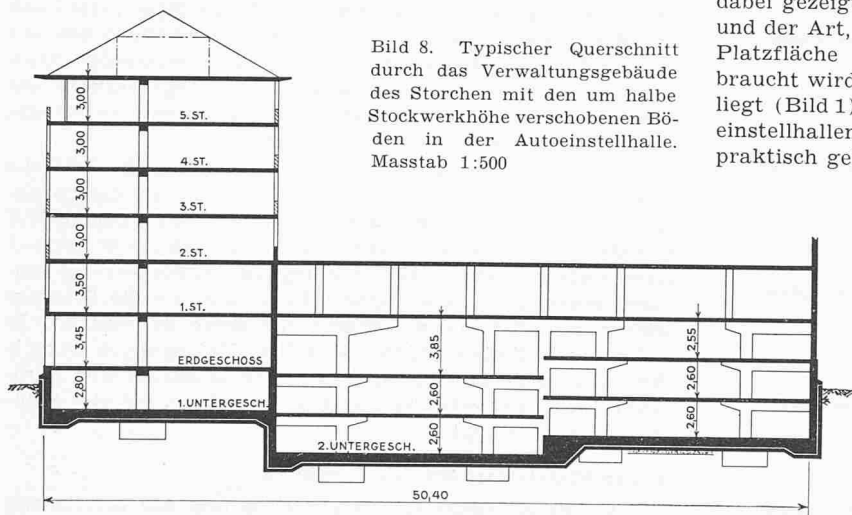 Bild 8. Typischer Querschnitt
durch das Verwaltungsgebäude
des Storchen mit den um halbe
Stockwerkhöhe verschobenen Bö-
den in der Autoeinstellhalle.
Masstab 1:500
dabei gezeigt
und der Art,
Platzfläche
braucht wird
liegt (Bild 1)
einstellhallen
praktisch ge
3,00
5. ST.
3,00
4. ST.
3,00
3. ST.
3,00
2. ST.
3,50
1. ST.
3,45
ERDGESCHOSS
2,80
1. UNTERGESCH.
3,85
2,60
2,60
2. UNTERGESCH.
2,55
2,60
2,60
50,40